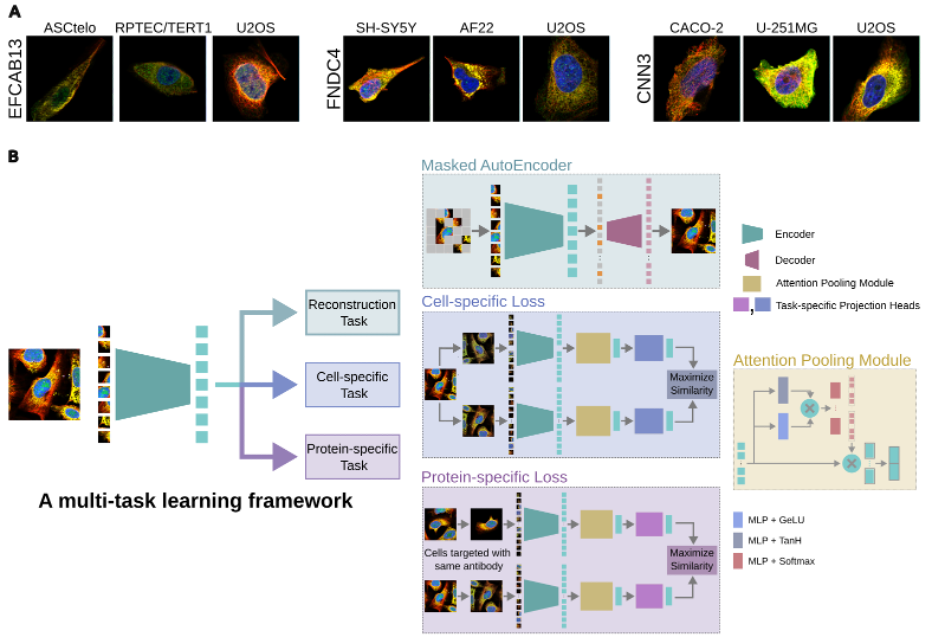 A
ASCtelo RPTEC/TERT1 U2OS
EFCAB13
SH-SY5Y AF22 U2OS
FNDC4
CACO-2 U-251MG U2OS
CNN3
B
A multi-task learning framework
Reconstruction
Task
Cell-specific
Task
Protein-specific
Task
Masked AutoEncoder
Cell-specific Loss
Maximize
Similarity
Protein-specific Loss
Cells targeted with
same antibody
Maximize
Similarity
Encoder
Decoder
Attention Pooling Module
, Task-specific Projection Heads
Attention Pooling Module
MLP + GeLU
MLP + TanH
MLP + Softmax